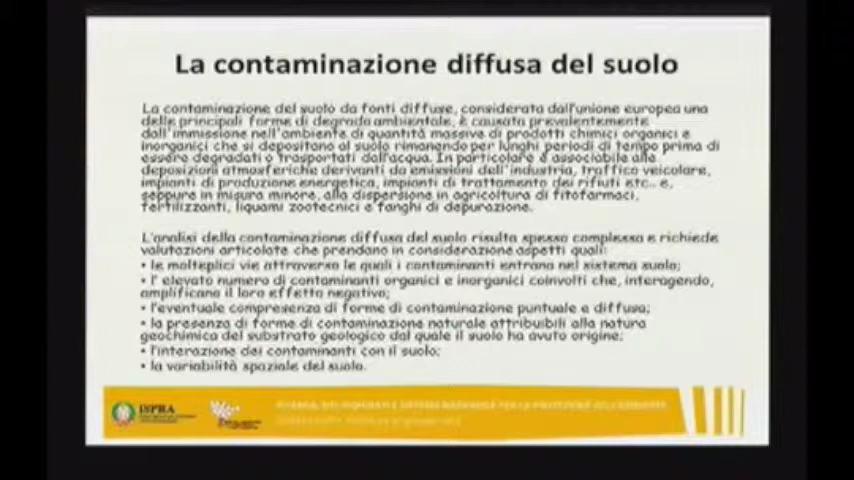 La contaminazione diffusa del suolo
La contaminazione del suolo da fonti diffuse, considerata dall'unione europea una
delle principali forme di degrado ambientale, è causata prevalentemente
dall'immissione nell'ambiente di quantità massive di prodotti chimici organici e
inorganici che si depositano al suolo rimanendo per lunghi periodi di tempo prima di
essere degradati o trasportati dall'acqua. In particolare è associabile alle
deposizioni atmosferiche derivanti da emissioni dell'industria, traffico veicolare,
impianti di produzione energetica, impianti di trattamento dei rifiuti etc.. e,
seppure in misura minore, alla dispersione in agricoltura di fitofarmaci,
fertilizzanti, liquami zootecnici e fanghi di depurazione.
L'analisi della contaminazione diffusa del suolo risulta spesso complessa e richiede
valutazioni articolate che prendano in considerazione aspetti quali:
• le molteplici vie attraverso le quali i contaminanti entrano nel sistema suolo;
• l' elevato numero di contaminanti organici e inorganici coinvolti che, interagendo,
amplificano il loro effetto negativo;
• l'eventuale compresenza di forme di contaminazione puntuale e diffusa;
• la presenza di forme di contaminazione naturale attribuibili alla natura
geochimica del substrato geologico dal quale il suolo ha avuto origine;
• l'interazione dei contaminanti con il suolo;
• la variabilità spaziale del suolo.
ISPRA